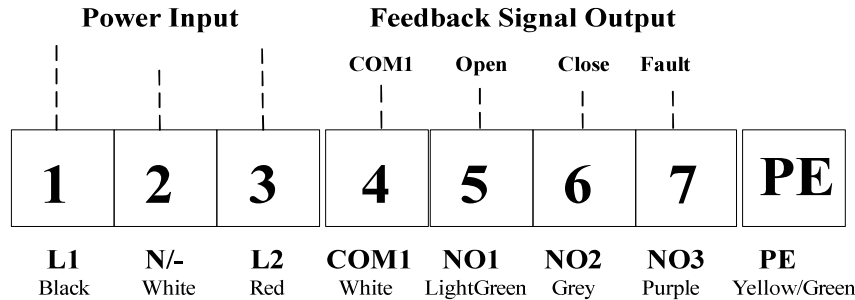 Power Input Feedback Signal Output
COM1 Open Close Fault
1 2 3 4 5 6 7 PE
L1 N/- L2 COM1 NO1 NO2 NO3 PE
Black White Red White LightGreen Grey Purple Yellow/Green